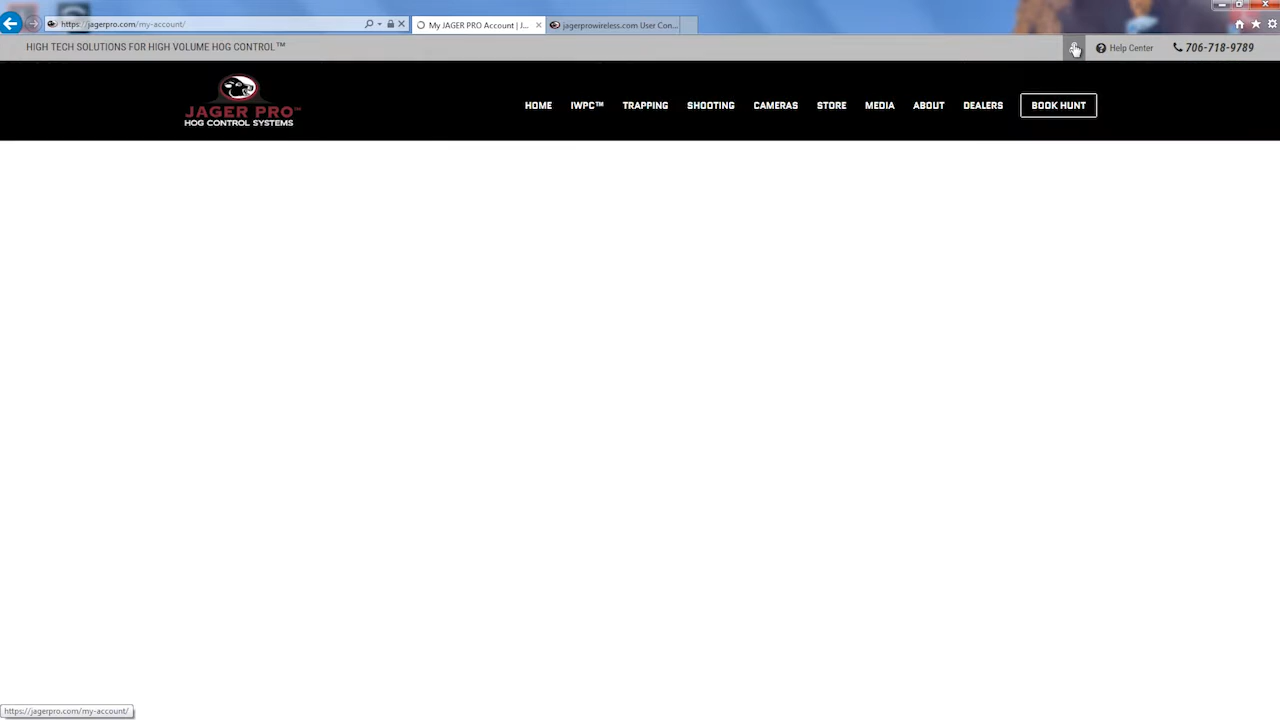 https://jagerpro.com/my-account/
My JAGER PRO Account | J...
jagerprowireless.com User Con...
HIGH TECH SOLUTIONS FOR HIGH VOLUME HOG CONTROL™
Help Center
706-718-9789
JAGER PRO™
HOG CONTROL SYSTEMS
HOME
IWPC™
TRAPPING
SHOOTING
CAMERAS
STORE
MEDIA
ABOUT
DEALERS
BOOK HUNT
https://jagerpro.com/my-account/